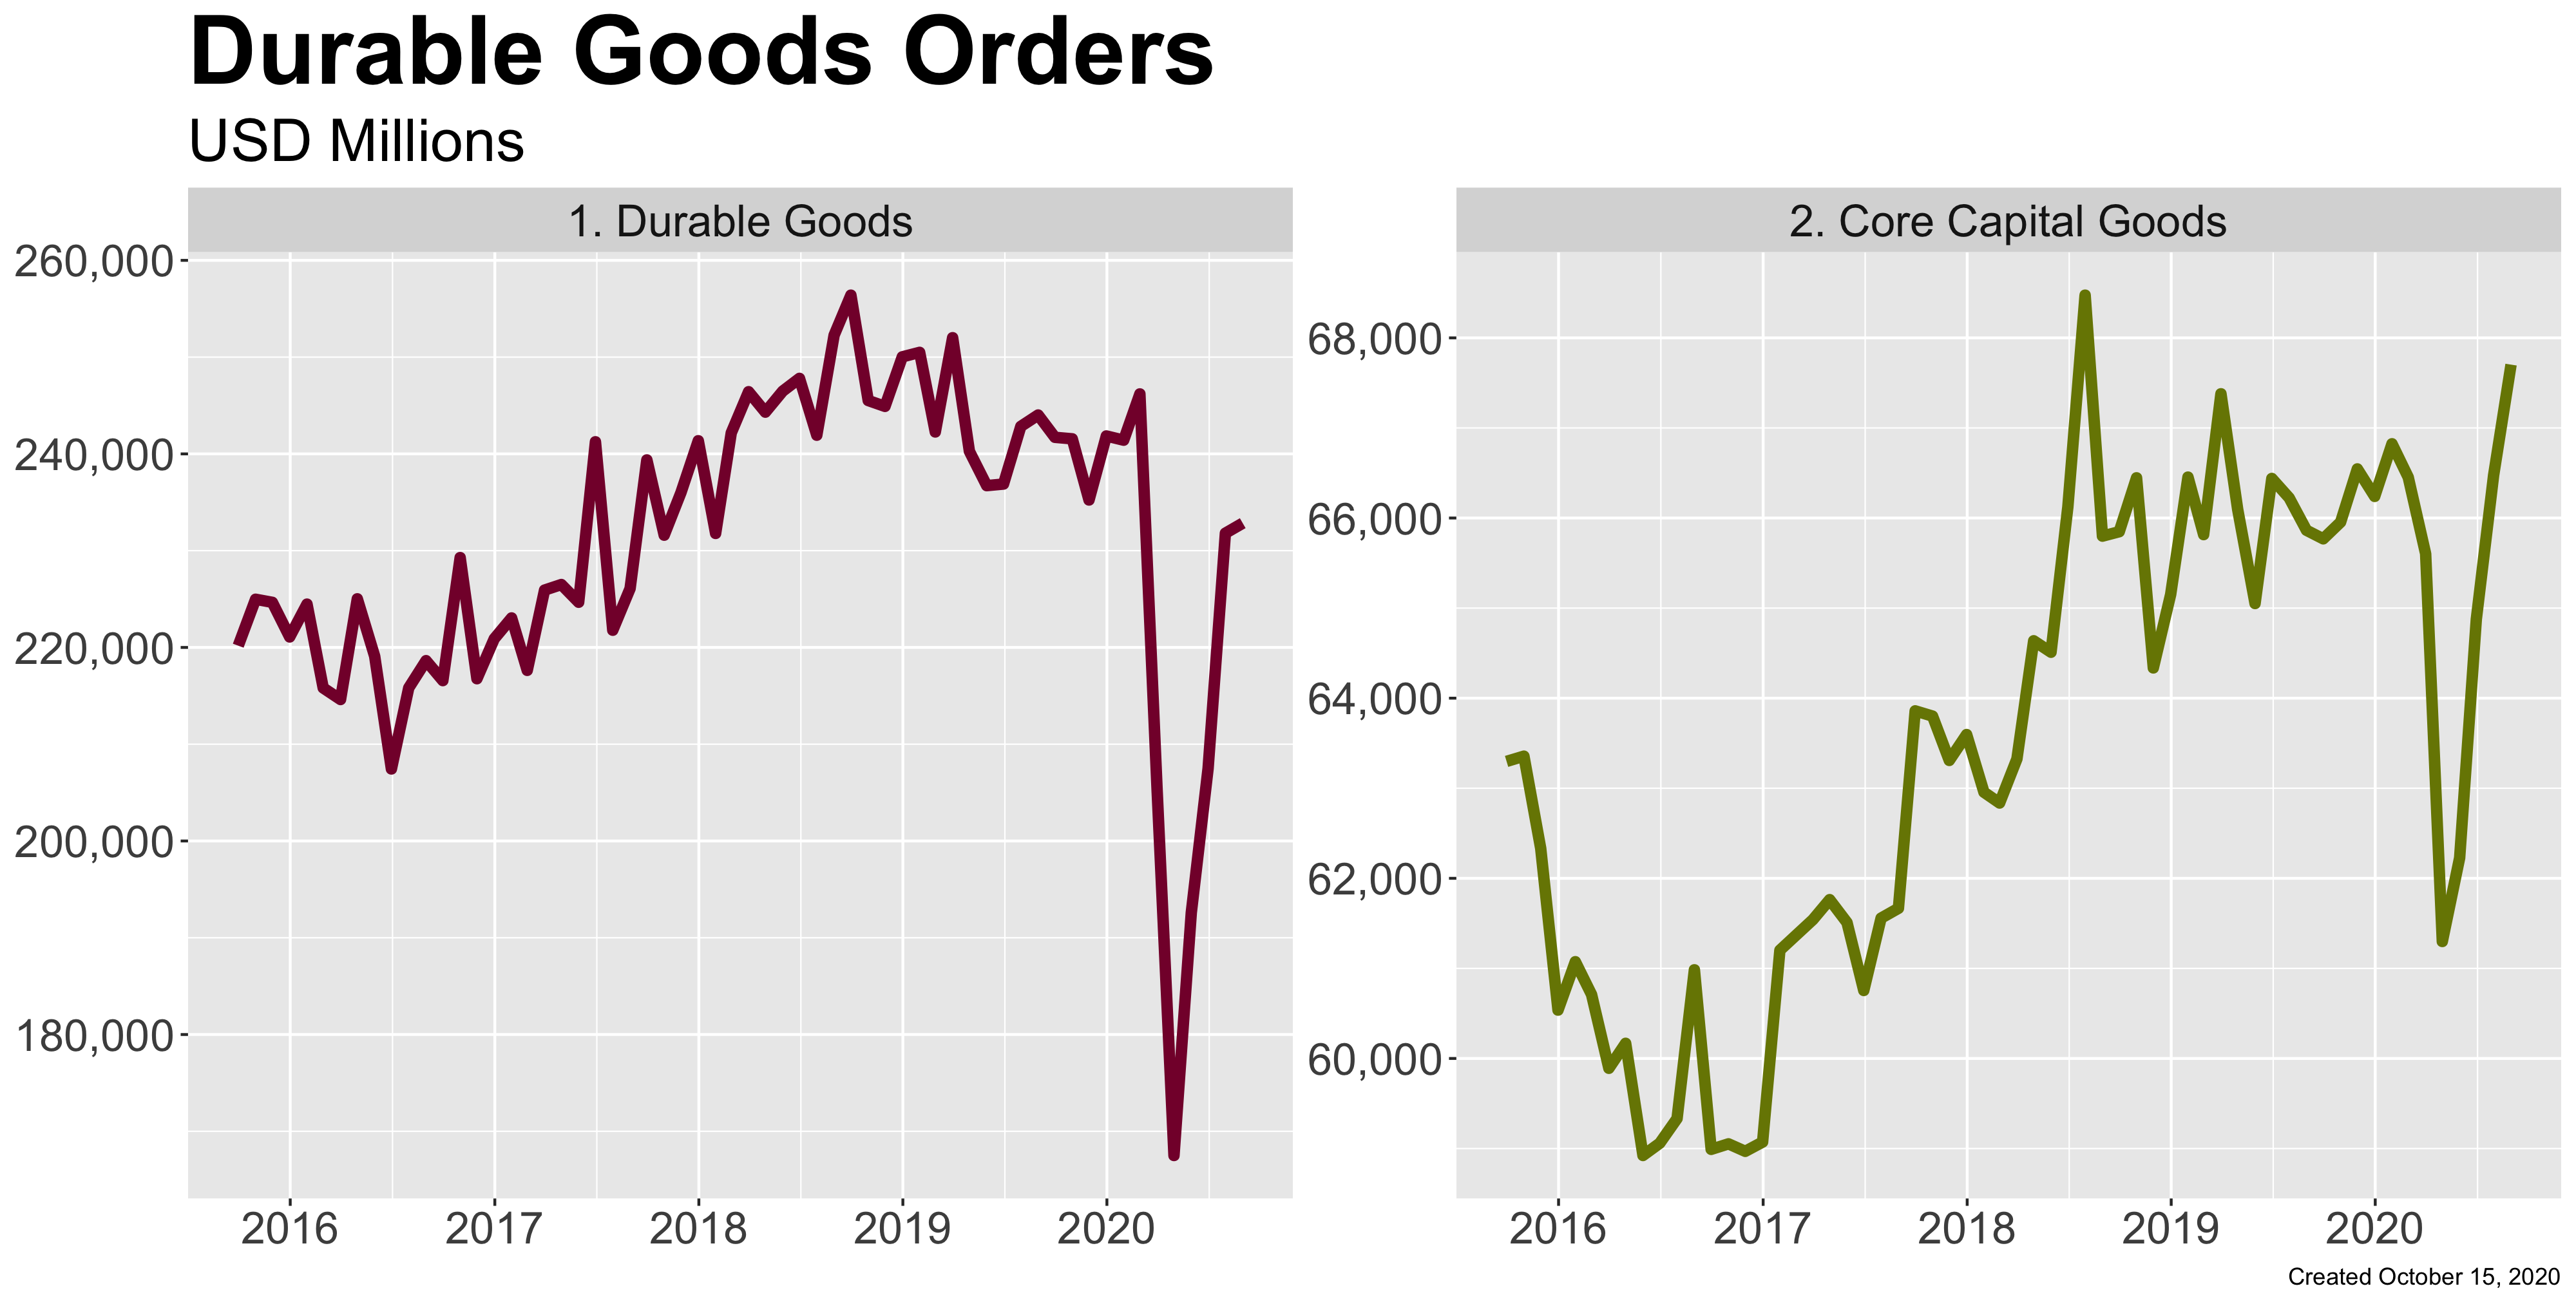 Durable Goods Orders
USD Millions
1. Durable Goods
260,000
240,000
220,000
200,000
180,000
2016 2017 2018 2019 2020
2. Core Capital Goods
68,000
66,000
64,000
62,000
60,000
2016 2017 2018 2019 2020
Created October 15, 2020